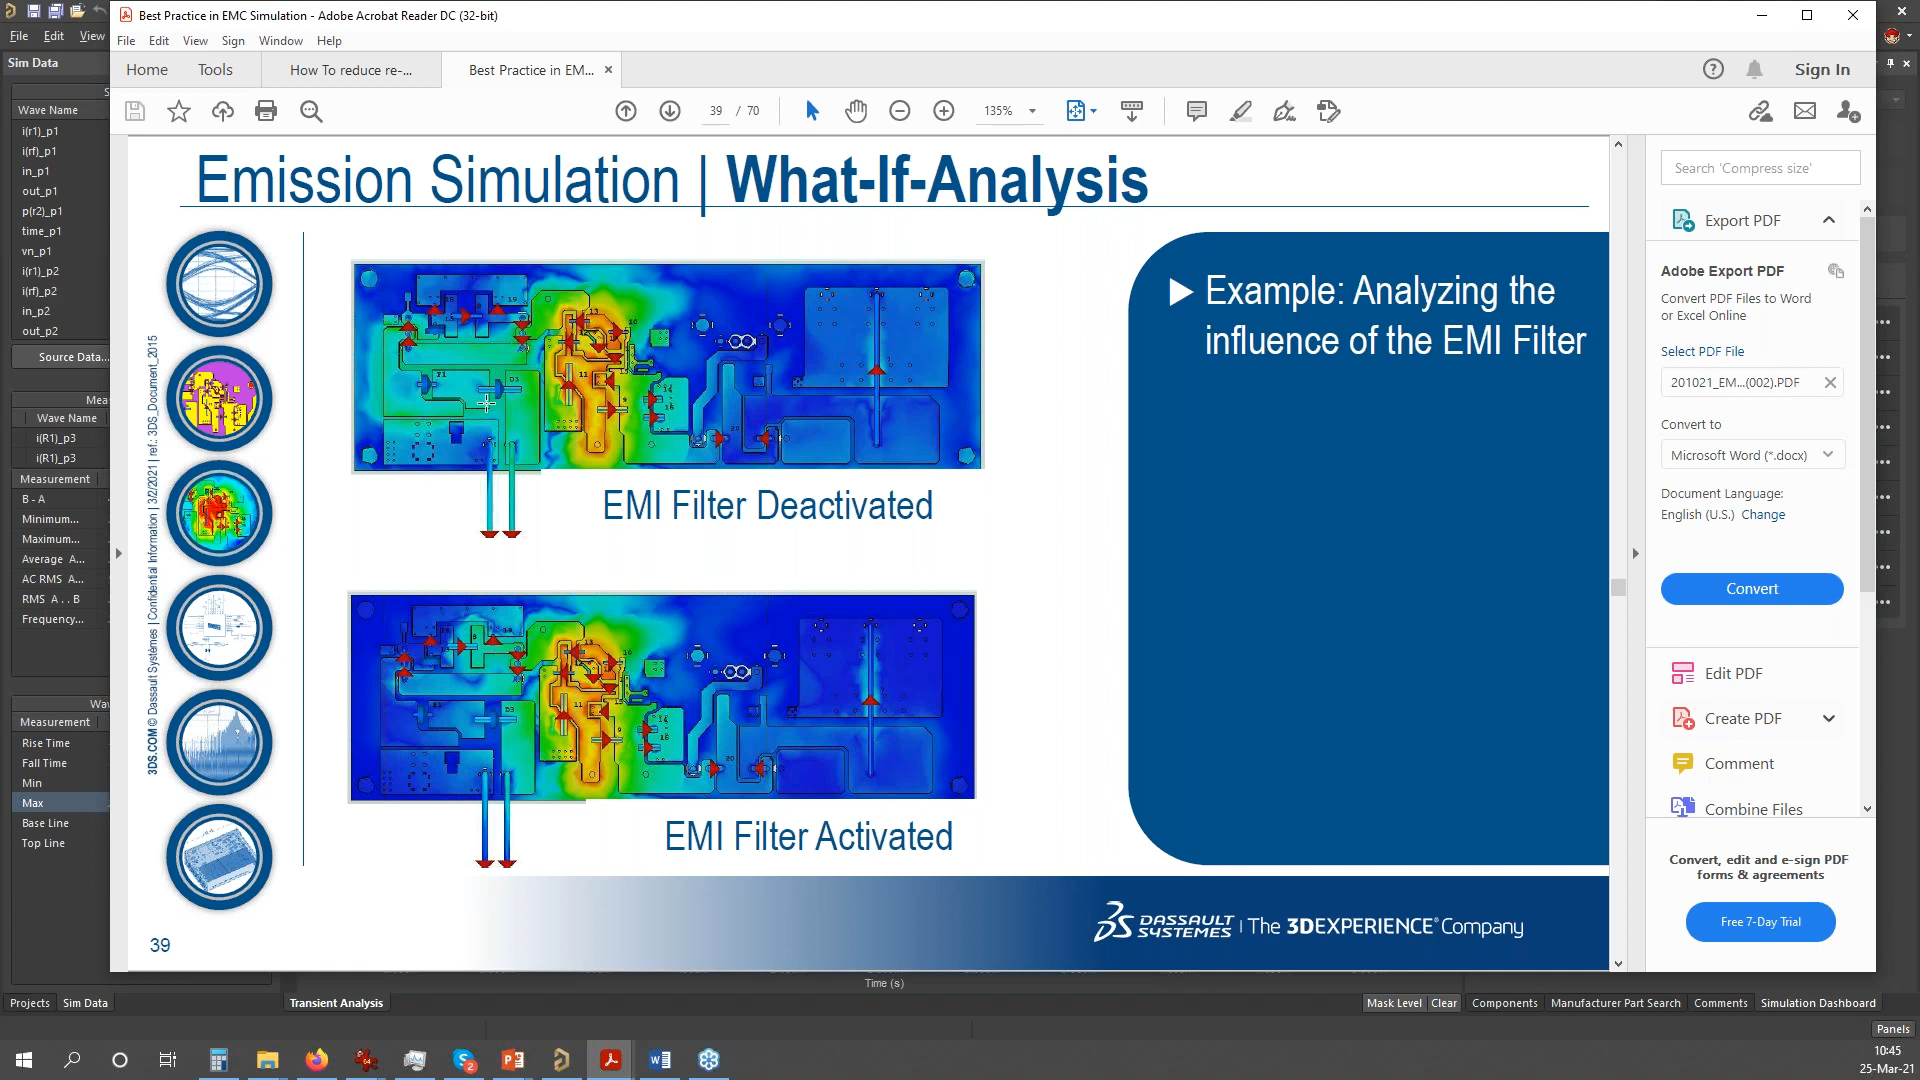 Best Practice in EMC Simulation - Adobe Acrobat Reader DC (32-bit)
File Edit View
File Edit View Sign Window Help
Sim Data
Home Tools How To reduce re-... Best Practice in EM... Sign In
39 / 70 135%
Wave Name
i(r1)_p1
i(rf)_p1
in_p1
out_p1
p(r2)_p1
time_p1
vn_p1
i(r1)_p2
i(rf)_p2
in_p2
out_p2
Source Data...
Mea
Wave Name
i(R1)_p3
i(R1)_p3
Measurement
B - A
Minimum...
Maximum...
Average A...
AC RMS A...
RMS A . . B
Frequency...
Wa
Measurement
Rise Time
Fall Time
Min
Max
Base Line
Top Line
Emission Simulation | What-If-Analysis
3DS.COM © Dassault Systèmes | Confidential Information | 3/2/2021 | ref.: 3DS_Document_2015
EMI Filter Deactivated
EMI Filter Activated
Example: Analyzing the
influence of the EMI Filter
39
DASSAULT
SYSTEMES | The 3DEXPERIENCE® Company
Search 'Compress size'
Export PDF
Adobe Export PDF
Convert PDF Files to Word
or Excel Online
Select PDF File
201021_EM...(002).PDF
Convert to
Microsoft Word (*.docx)
Document Language:
English (U.S.) Change
Convert
Edit PDF
Create PDF
Comment
Combine Files
Convert, edit and e-sign PDF
forms & agreements
Free 7-Day Trial
Time (s)
Projects Sim Data Transient Analysis Mask Level Clear Components Manufacturer Part Search Comments Simulation Dashboard
Panels
10:45
25-Mar-21